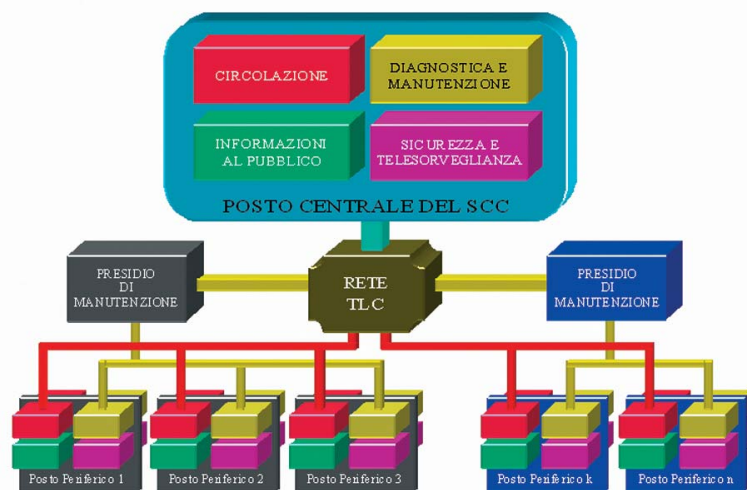 CIRCOLAZIONE
DIAGNOSTICA E
MANUTENZIONE
INFORMAZIONI
AL PUBBLICO
SICUREZZA E
TELESORVEGLIANZA
POSTO CENTRALE DEL SCC
PRESIDIO
DI
MANUTENZIONE
RETE
TLC
PRESIDIO
DI
MANUTENZIONE
Posto Periferico 1
Posto Periferico 2
Posto Periferico 3
Posto Periferico k
Posto Periferico n